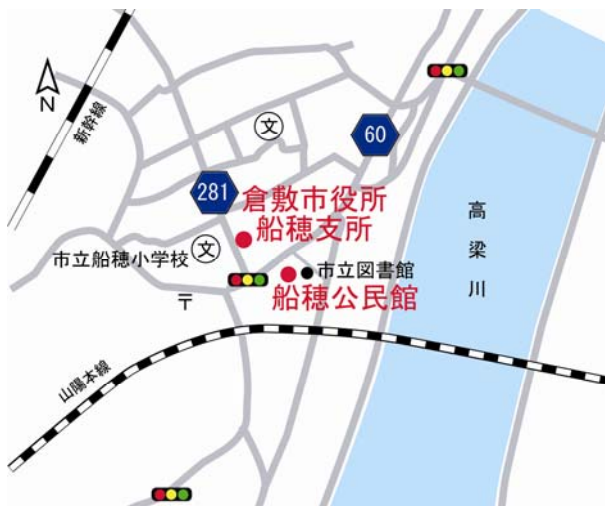 N
新幹線
文
60
281
倉敷市役所
船穂支所
高梁川
市立船穂小学校
文
市立図書館
船穂公民館
〒
山陽本線